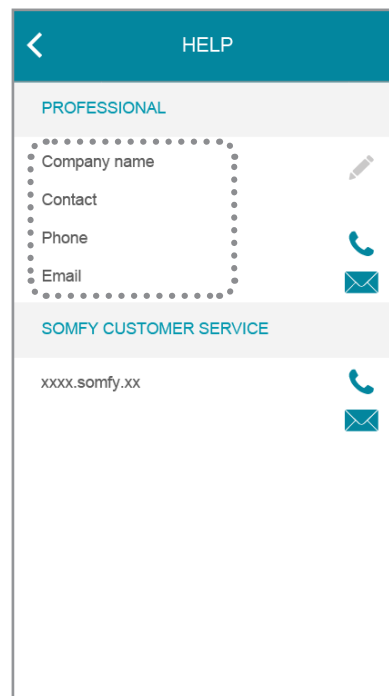 HELP
PROFESSIONAL
Company name
Contact
Phone
Email
SOMFY CUSTOMER SERVICE
xxxx.somfy.xx